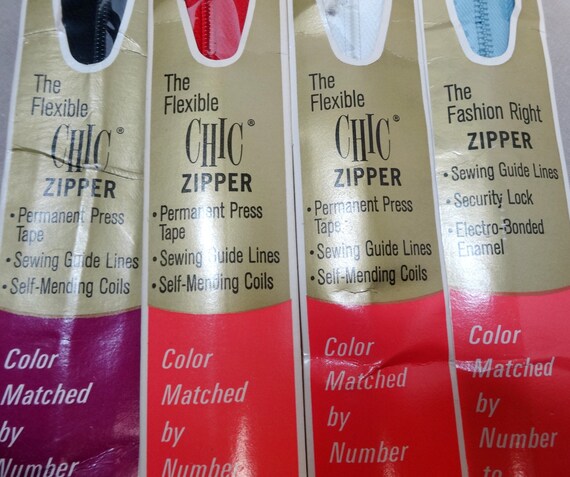 The
Flexible
CHIC®
ZIPPER
• Permanent Press
Tape
• Sewing Guide Lines
• Self-Mending Coils
Color
Matched
by
Number
The
Flexible
CHIC®
ZIPPER
• Permanent Press
Tape
• Sewing Guide Lines
• Self-Mending Coils
Color
Matched
by
Number
The
Flexible
CHIC®
ZIPPER
• Permanent Press
Tape
• Sewing Guide Lines
• Self-Mending Coils
Color
Matched
by
Number
The
Fashion Right
ZIPPER
• Sewing Guide Lines
• Security Lock
• Electro-Bonded
Enamel
Color
Matched
by
Number
to